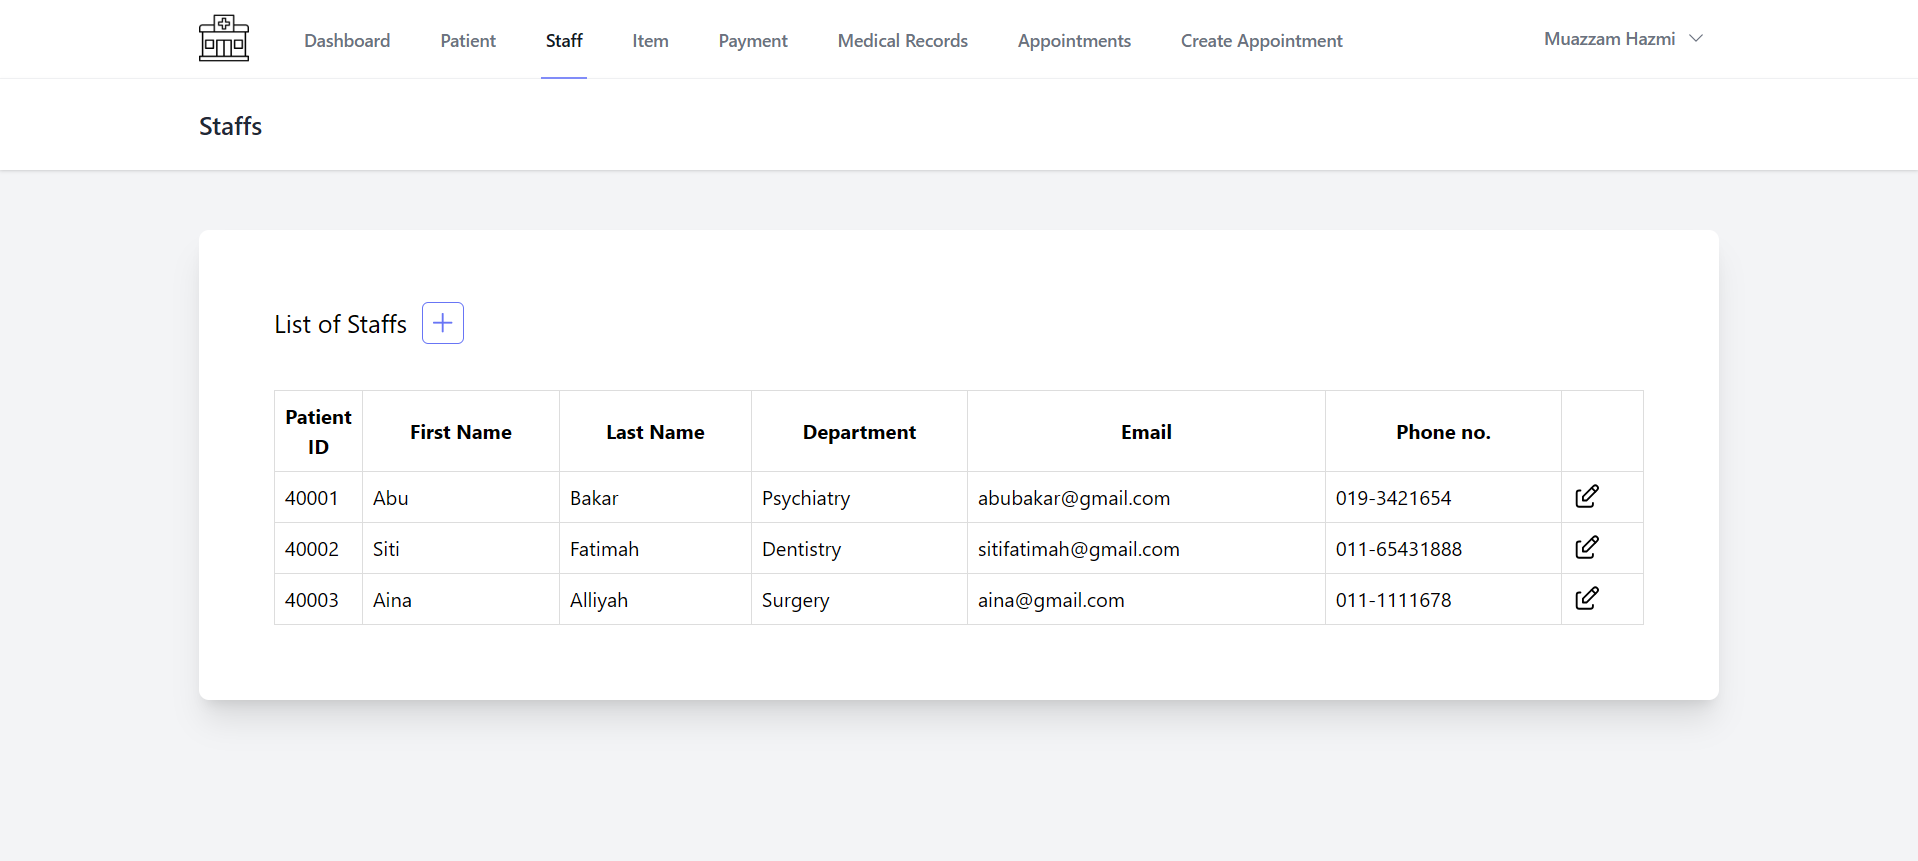 Dashboard Patient Staff Item Payment Medical Records Appointments Create Appointment Muazzam Hazmi
Staffs
List of Staffs
Patient ID First Name Last Name Department Email Phone no.
40001 Abu Bakar Psychiatry abubakar@gmail.com 019-3421654
40002 Siti Fatimah Dentistry sitifatimah@gmail.com 011-65431888
40003 Aina Alliyah Surgery aina@gmail.com 011-1111678